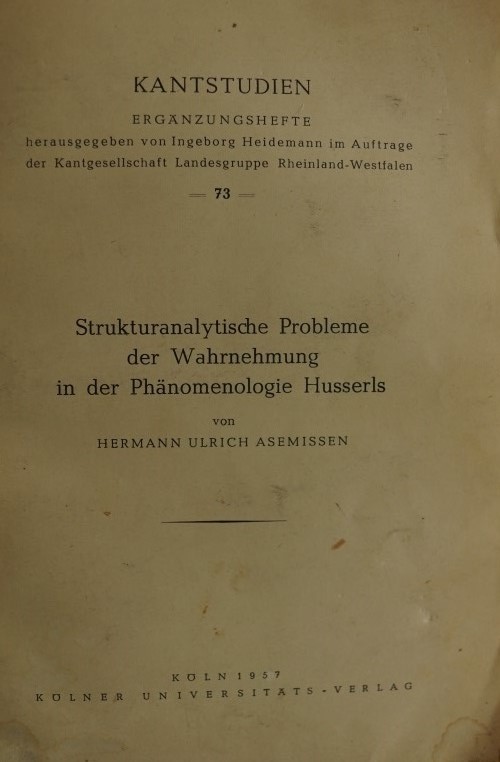 KANTSTUDIEN
ERGÄNZUNGSHEFTE
herausgegeben von Ingeborg Heidemann im Auftrage
der Kantgesellschaft Landesgruppe Rheinland-Westfalen
73
Strukturanalytische Probleme
der Wahrnehmung
in der Phänomenologie Husserls
von
HERMANN ULRICH ASEMISSEN
KÖLN 1957
KÖLNER UNIVERSITÄTS-VERLAG